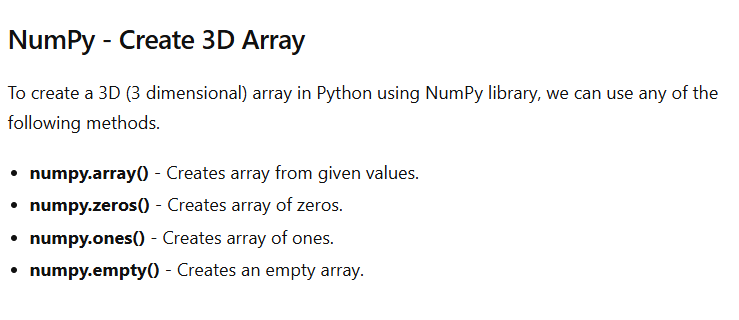 NumPy - Create 3D Array
To create a 3D (3 dimensional) array in Python using NumPy library, we can use any of the
following methods.
• numpy.array() - Creates array from given values.
• numpy.zeros() - Creates array of zeros.
• numpy.ones() - Creates array of ones.
• numpy.empty() - Creates an empty array.